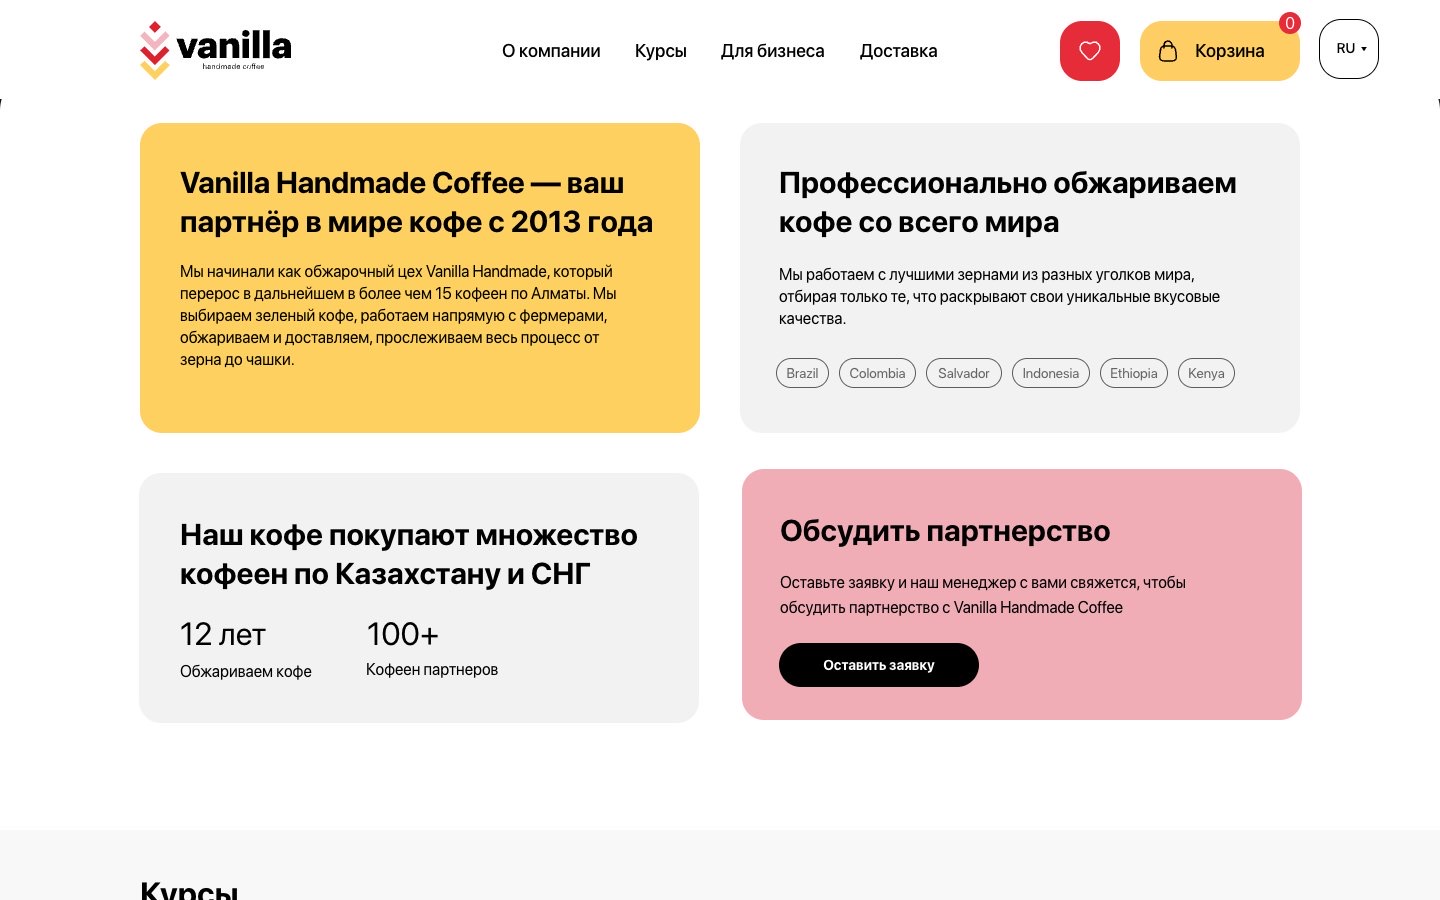 vanilla
handmade coffee
О компании
Курсы
Для бизнеса
Доставка
Корзина
0
RU
Vanilla Handmade Coffee — ваш
партнёр в мире кофе с 2013 года
Мы начинали как обжарочный цех Vanilla Handmade, который
перерос в дальнейшем в более чем 15 кофеен по Алматы. Мы
выбираем зеленый кофе, работаем напрямую с фермерами,
обжариваем и доставляем, прослеживаем весь процесс от
зерна до чашки.
Профессионально обжариваем
кофе со всего мира
Мы работаем с лучшими зернами из разных уголков мира,
отбирая только те, что раскрывают свои уникальные вкусовые
качества.
Brazil
Colombia
Salvador
Indonesia
Ethiopia
Kenya
Наш кофе покупают множество
кофеен по Казахстану и СНГ
12 лет
Обжариваем кофе
100+
Кофеен партнеров
Обсудить партнерство
Оставьте заявку и наш менеджер с вами свяжется, чтобы
обсудить партнерство с Vanilla Handmade Coffee
Оставить заявку
Курсы